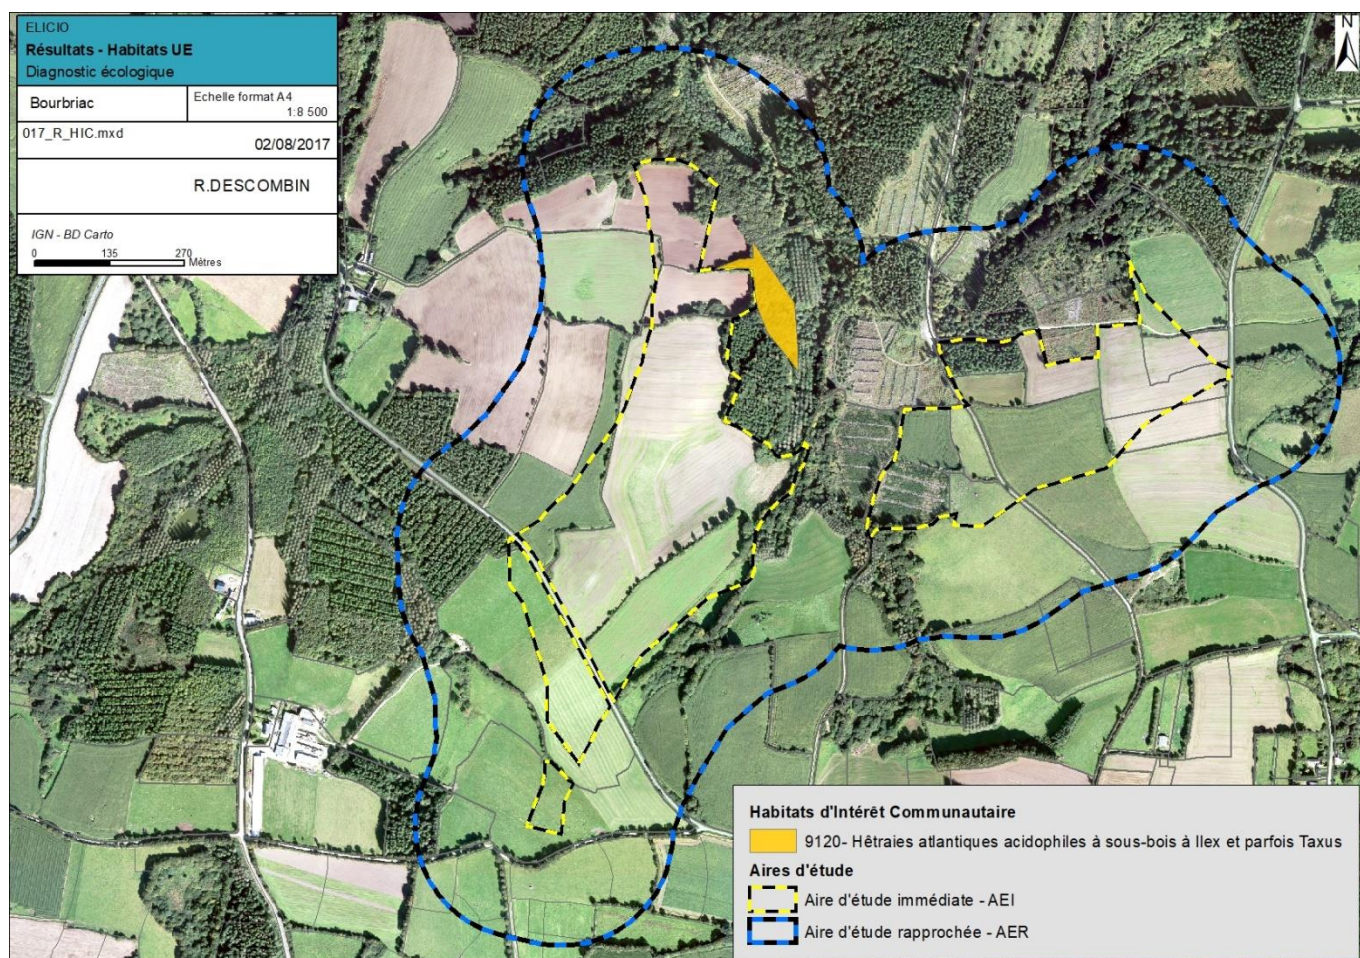 ELICIO
Résultats - Habitats UE
Diagnostic écologique
Bourbriac
Echelle format A4
1:8 500
017_R_HIC.mxd
02/08/2017
R.DESCOMBIN
IGN - BD Carto
0 135 270
Mètres
N
Habitats d'Intérêt Communautaire
9120- Hêtraies atlantiques acidophiles à sous-bois à Ilex et parfois Taxus
Aires d'étude
Aire d'étude immédiate - AEI
Aire d'étude rapprochée - AER